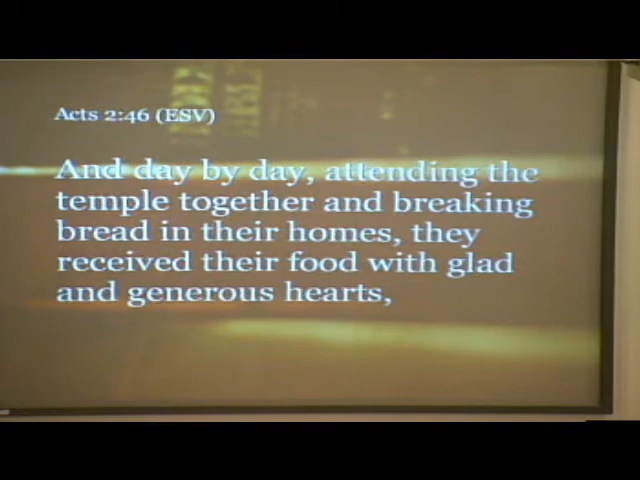 Acts 2:46 (ESV)
And day by day, attending the
temple together and breaking
bread in their homes, they
received their food with glad
and generous hearts,